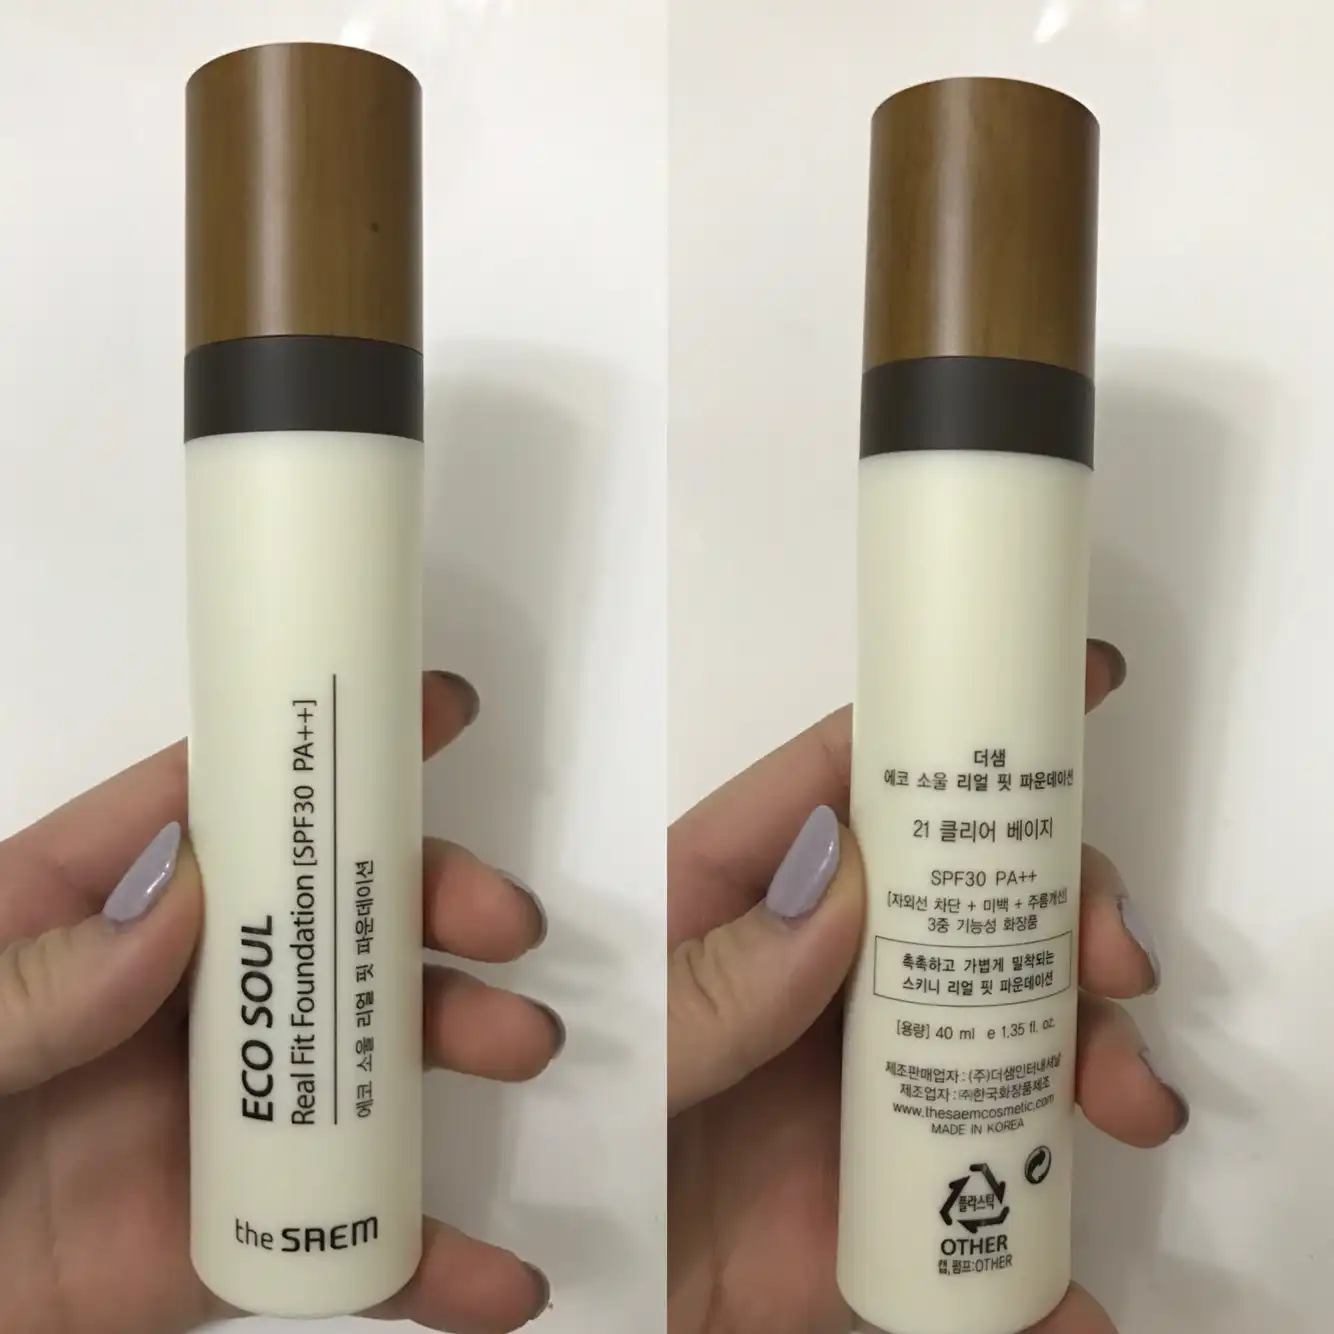 ECO SOUL
Real Fit Foundation [SPF30 PA++]
에코 소울 리얼 핏 파운데이션
the SAEM
더샘
에코 소울 리얼 핏 파운데이션
21 클리어 베이지
SPF30 PA++
[자외선 차단 + 미백 + 주름개선]
3중 기능성 화장품
촉촉하고 가볍게 밀착되는
스키니 리얼 핏 파운데이션
[용량] 40 ml e 1.35 fl. oz.
제조판매업자 : (주)더샘인터내셔날
제조업자 : ㈜한국화장품제조
www.thesaemcosmetic.com
MADE IN KOREA
플라스틱
OTHER
캡,펌프:OTHER